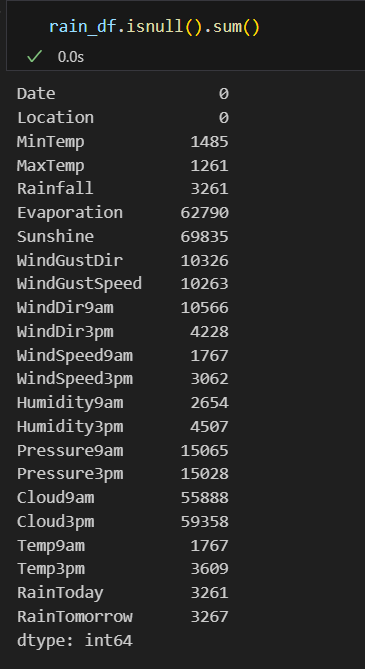 rain_df.isnull().sum()
0.0s
Date 0
Location 0
MinTemp 1485
MaxTemp 1261
Rainfall 3261
Evaporation 62790
Sunshine 69835
WindGustDir 10326
WindGustSpeed 10263
WindDir9am 10566
WindDir3pm 4228
WindSpeed9am 1767
WindSpeed3pm 3062
Humidity9am 2654
Humidity3pm 4507
Pressure9am 15065
Pressure3pm 15028
Cloud9am 55888
Cloud3pm 59358
Temp9am 1767
Temp3pm 3609
RainToday 3261
RainTomorrow 3267
dtype: int64